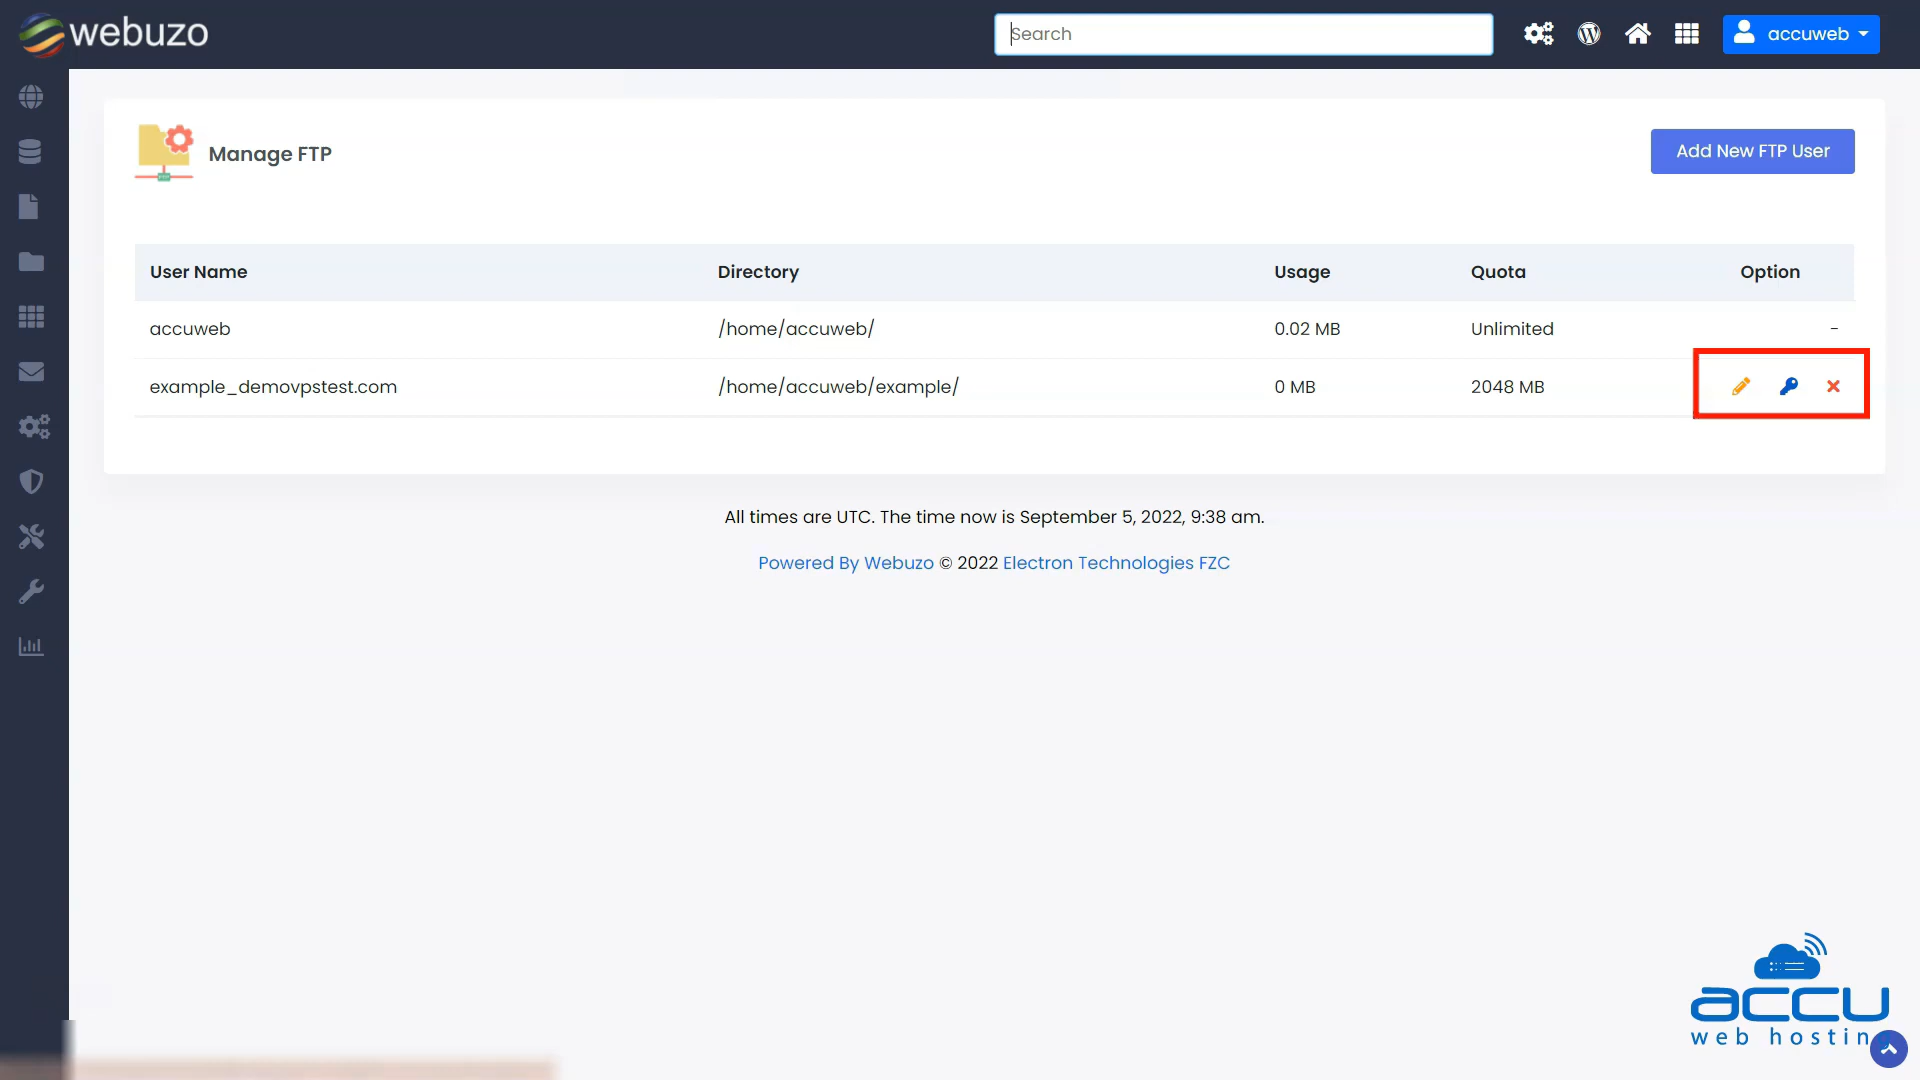 webuzo
Search
accuweb
Manage FTP
Add New FTP User
User Name Directory Usage Quota Option
accuweb /home/accuweb/ 0.02 MB Unlimited -
example_demovpstest.com /home/accuweb/example/ 0 MB 2048 MB
All times are UTC. The time now is September 5, 2022, 9:38 am.
Powered By Webuzo © 2022 Electron Technologies FZC
accu
web hosting